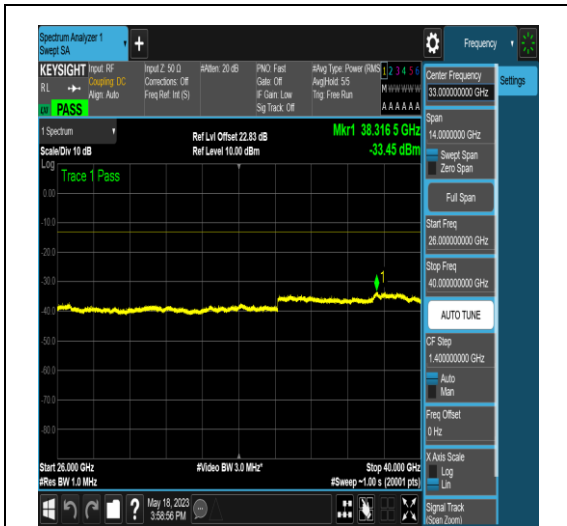 Spectrum Analyzer 1
Swept SA
+
Frequency
KEYSIGHT
RL
PASS
Input: RF
Coupling: DC
Align: Auto
Input Z: 50 Ω
Corrections: Off
Freq Ref: Int (S)
#Atten: 20 dB
PNO: Fast
Gate: Off
IF Gain: Low
Sig Track: Off
#Avg Type: Power (RMS
Avg|Hold: 5/5
Trig: Free Run
1 2 3 4 5 6
M W W W W W
A A A A A A
Center Frequency
33.000000000 GHz
Settings
Span
14.0000000 GHz
Swept Span
Zero Span
Full Span
Start Freq
26.000000000 GHz
Stop Freq
40.000000000 GHz
AUTO TUNE
CF Step
1.400000000 GHz
Auto
Man
Freq Offset
0 Hz
X Axis Scale
Log
Lin
Signal Track
(Span Zoom)
1 Spectrum
Scale/Div 10 dB
Ref Lvl Offset 22.83 dB
Ref Level 10.00 dBm
Mkr1 38.316 5 GHz
-33.45 dBm
Log
Trace 1 Pass
0.00
-10.0
-20.0
-30.0
-40.0
-50.0
-60.0
-70.0
-80.0
1
Start 26.000 GHz
#Res BW 1.0 MHz
#Video BW 3.0 MHz*
Stop 40.000 GHz
#Sweep ~1.00 s (20001 pts)
?
May 18, 2023
3:58:56 PM